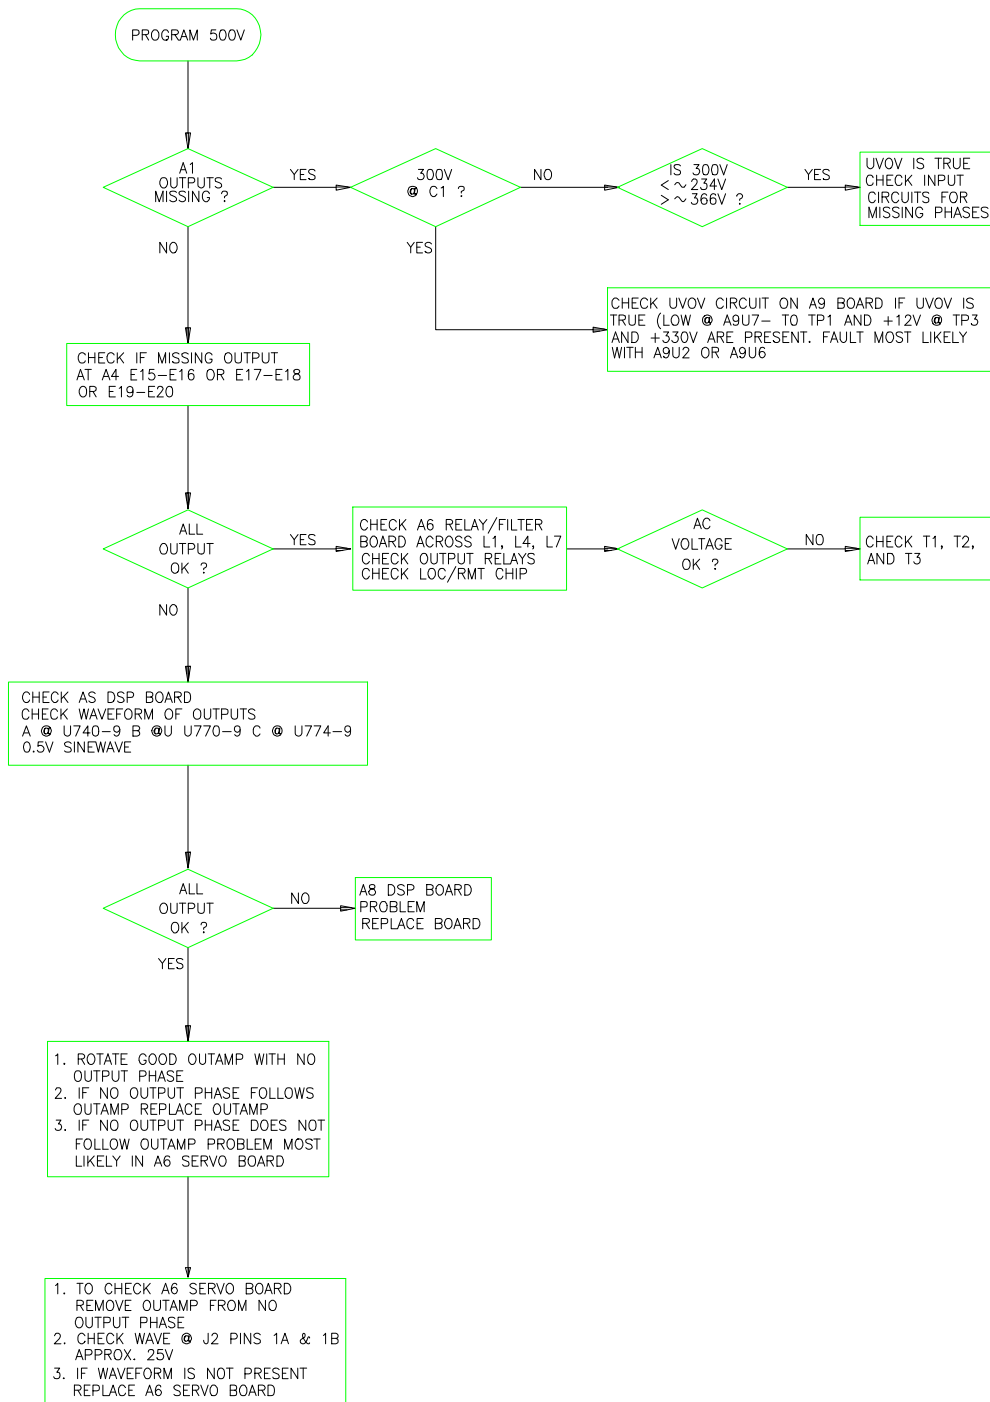 PROGRAM 500V
A1
OUTPUTS
MISSING ?
YES
300V
@ C1 ?
NO
IS 300V
< ~ 234V
> ~ 366V ?
YES
UVOV IS TRUE
CHECK INPUT
CIRCUITS FOR
MISSING PHASES
NO
YES
CHECK UVOV CIRCUIT ON A9 BOARD IF UVOV IS
TRUE (LOW @ A9U7- TO TP1 AND +12V @ TP3
AND +330V ARE PRESENT. FAULT MOST LIKELY
WITH A9U2 OR A9U6
CHECK IF MISSING OUTPUT
AT A4 E15-E16 OR E17-E18
OR E19-E20
ALL
OUTPUT
OK ?
YES
CHECK A6 RELAY/FILTER
BOARD ACROSS L1, L4, L7
CHECK OUTPUT RELAYS
CHECK LOC/RMT CHIP
AC
VOLTAGE
OK ?
NO
CHECK T1, T2,
AND T3
NO
CHECK AS DSP BOARD
CHECK WAVEFORM OF OUTPUTS
A @ U740-9 B @U U770-9 C @ U774-9
0.5V SINEWAVE
ALL
OUTPUT
OK ?
NO
A8 DSP BOARD
PROBLEM
REPLACE BOARD
YES
1. ROTATE GOOD OUTAMP WITH NO
OUTPUT PHASE
2. IF NO OUTPUT PHASE FOLLOWS
OUTAMP REPLACE OUTAMP
3. IF NO OUTPUT PHASE DOES NOT
FOLLOW OUTAMP PROBLEM MOST
LIKELY IN A6 SERVO BOARD
1. TO CHECK A6 SERVO BOARD
REMOVE OUTAMP FROM NO
OUTPUT PHASE
2. CHECK WAVE @ J2 PINS 1A & 1B
APPROX. 25V
3. IF WAVEFORM IS NOT PRESENT
REPLACE A6 SERVO BOARD